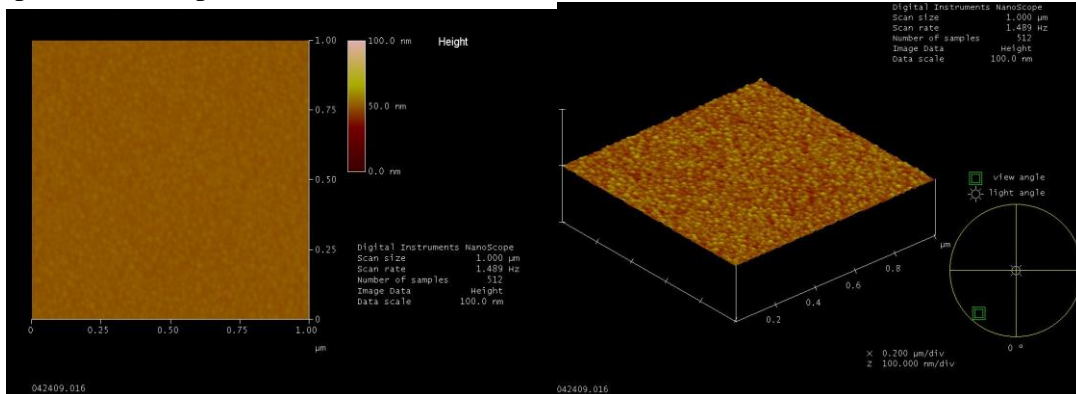 1.00
0.75
0.50
0.25
0
0
0.25
0.50
0.75
1.00
µm
100.0 nm
50.0 nm
0.0 nm
Height
Digital Instruments NanoScope
Scan size 1.000 µm
Scan rate 1.489 Hz
Number of samples 512
Image Data Height
Data scale 100.0 nm
042409.016
Digital Instruments NanoScope
Scan size 1.000 µm
Scan rate 1.489 Hz
Number of samples 512
Image Data Height
Data scale 100.0 nm
view angle
light angle
µm
0.8
0.6
0.4
0.2
0 °
X 0.200 µm/div
Z 100.000 nm/div
042409.016